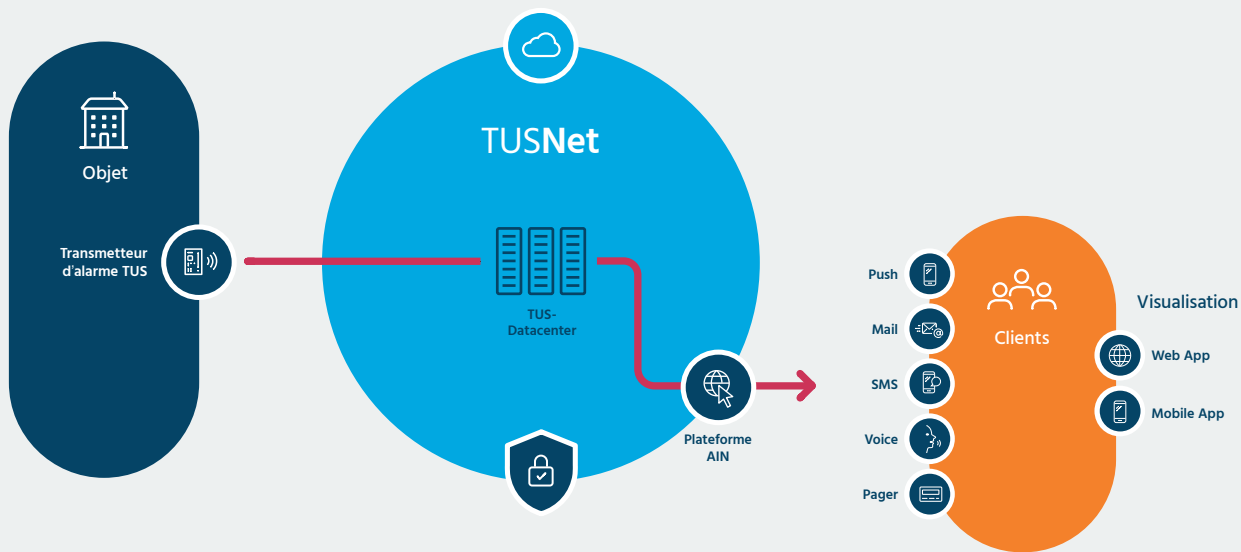 Objet
Transmetteur
d'alarme TUS
TUSNet
TUS-
Datacenter
Plateforme
AIN
Push
Mail
SMS
Voice
Pager
Clients
Visualisation
Web App
Mobile App